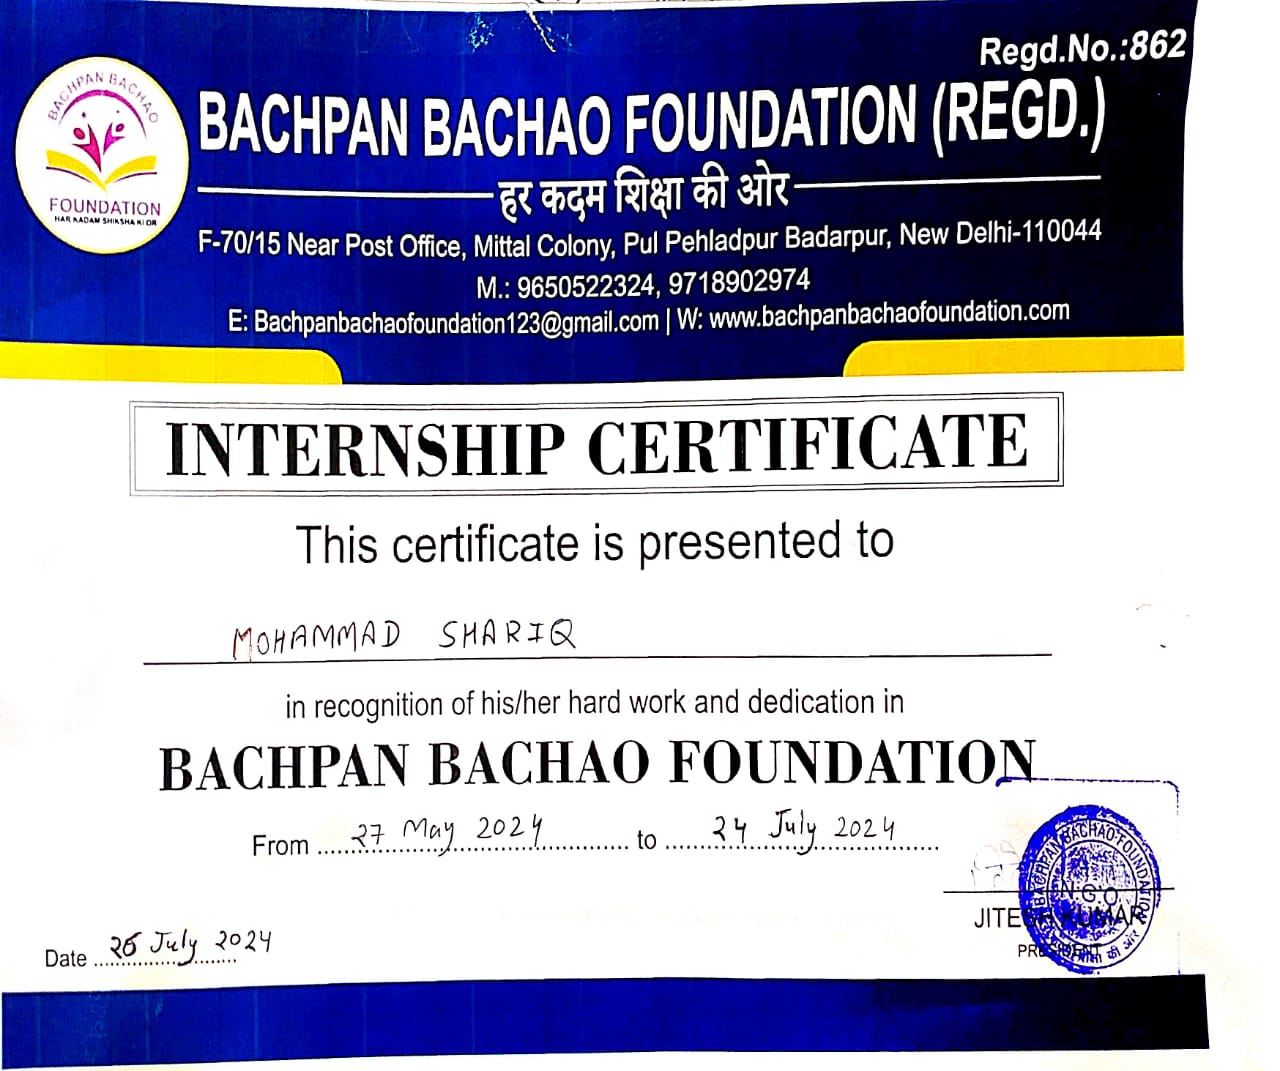 Regd.No.:862
BACHPAN BACHAO
FOUNDATION
HAR KADAM SHIKSHA KI OR
BACHPAN BACHAO FOUNDATION (REGD.)
हर कदम शिक्षा की ओर
F-70/15 Near Post Office, Mittal Colony, Pul Pehladpur Badarpur, New Delhi-110044
M.: 9650522324, 9718902974
E: Bachpanbachaofoundation123@gmail.com | W: www.bachpanbachaofoundation.com
INTERNSHIP CERTIFICATE
This certificate is presented to
MOHAMMAD SHARIQ
in recognition of his/her hard work and dedication in
BACHPAN BACHAO FOUNDATION
From 27 May 2024 to 24 July 2024
BACHPAN BACHAO FOUNDATION
N.G.O.
की ओर
JITESH KUMAR
PRESIDENT
Date 26 July 2024